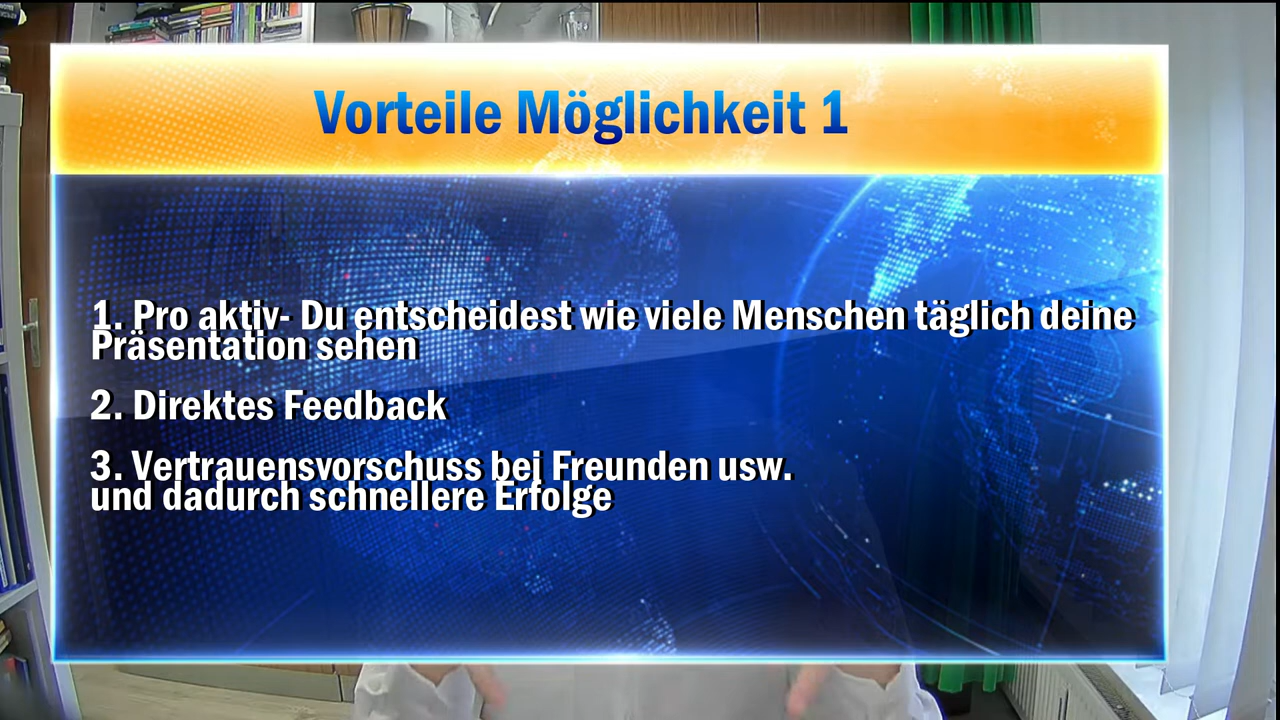 Vorteile Möglichkeit 1
1. Pro aktiv- Du entscheidest wie viele Menschen täglich deine
Präsentation sehen
2. Direktes Feedback
3. Vertrauensvorschuss bei Freunden usw.
und dadurch schnellere Erfolge